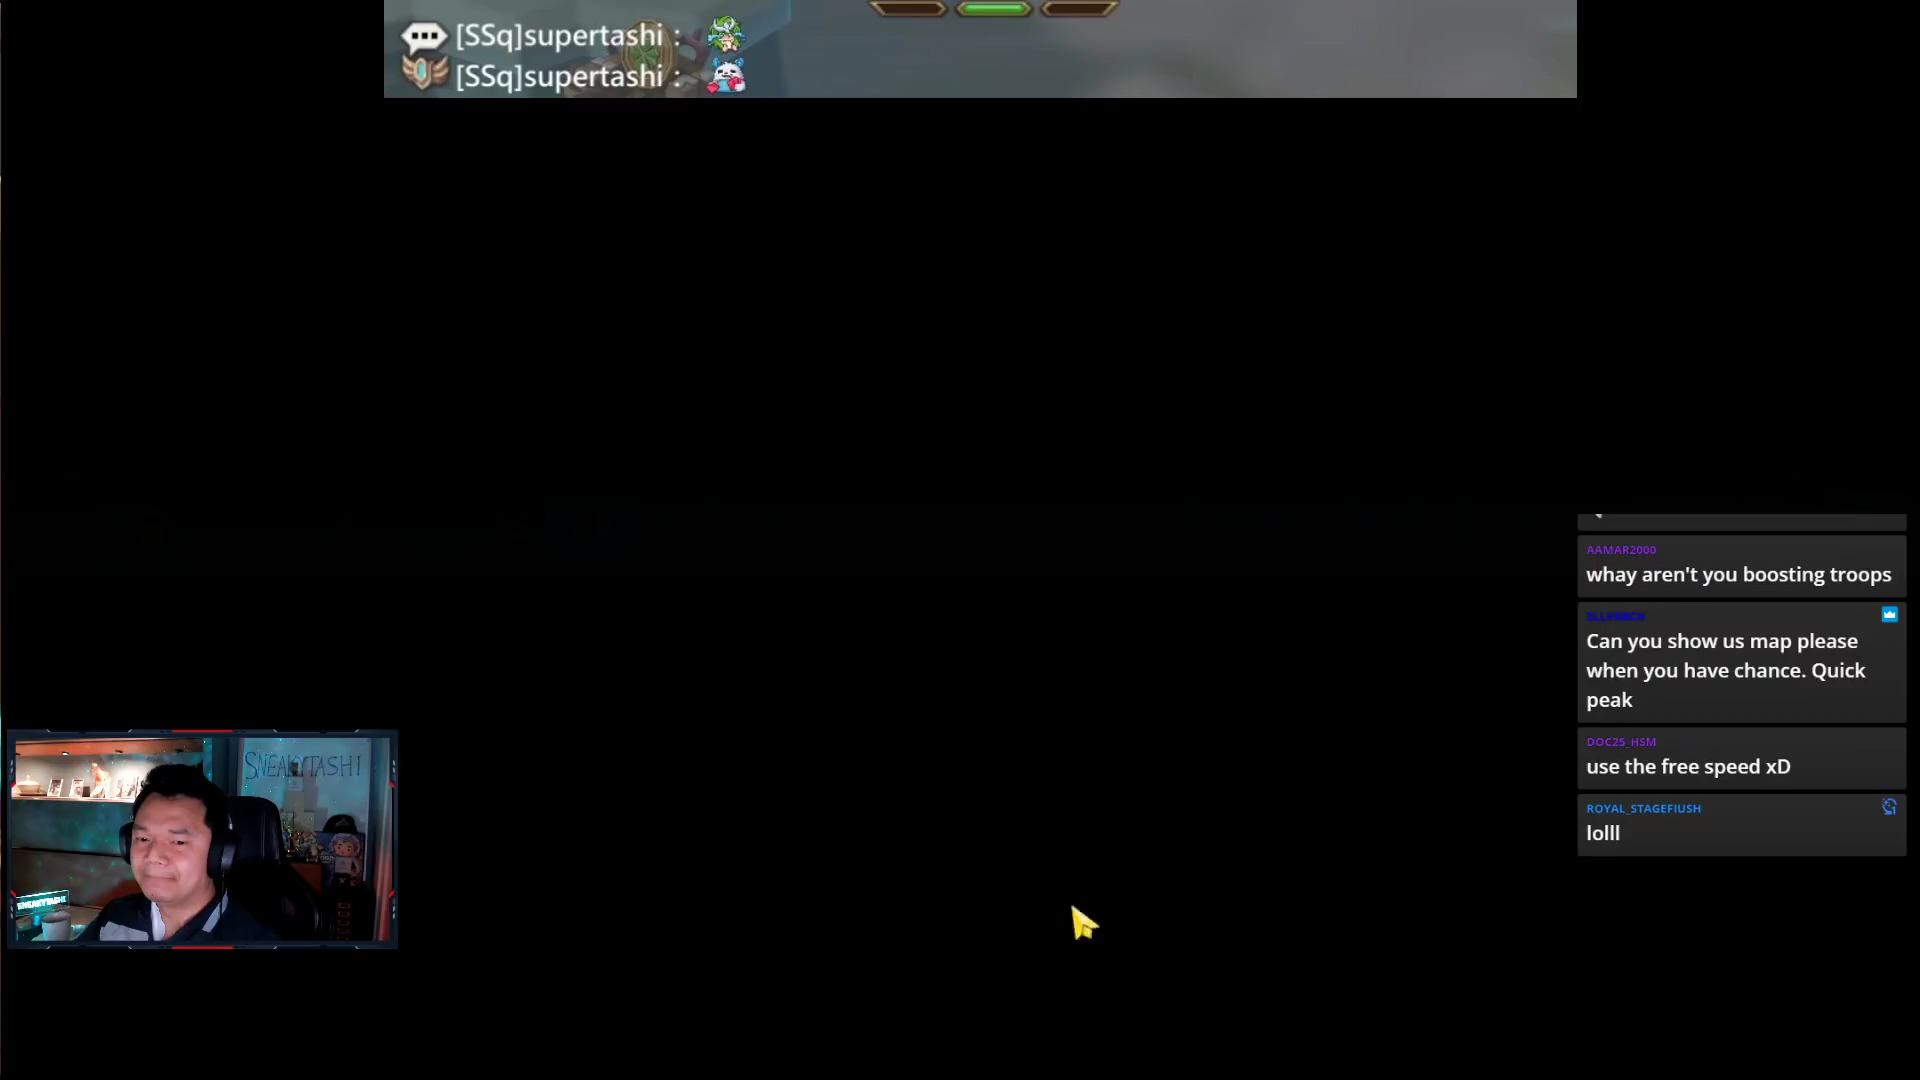 [SSq]supertashi :
[SSq]supertashi :
AAMAR2000
whay aren't you boosting troops
Can you show us map please
when you have chance. Quick
peak
DOC25_HSM
use the free speed xD
ROYAL_STAGEFIUSH
lolll
SNEAKYTASHI
SNEAKYTASHI